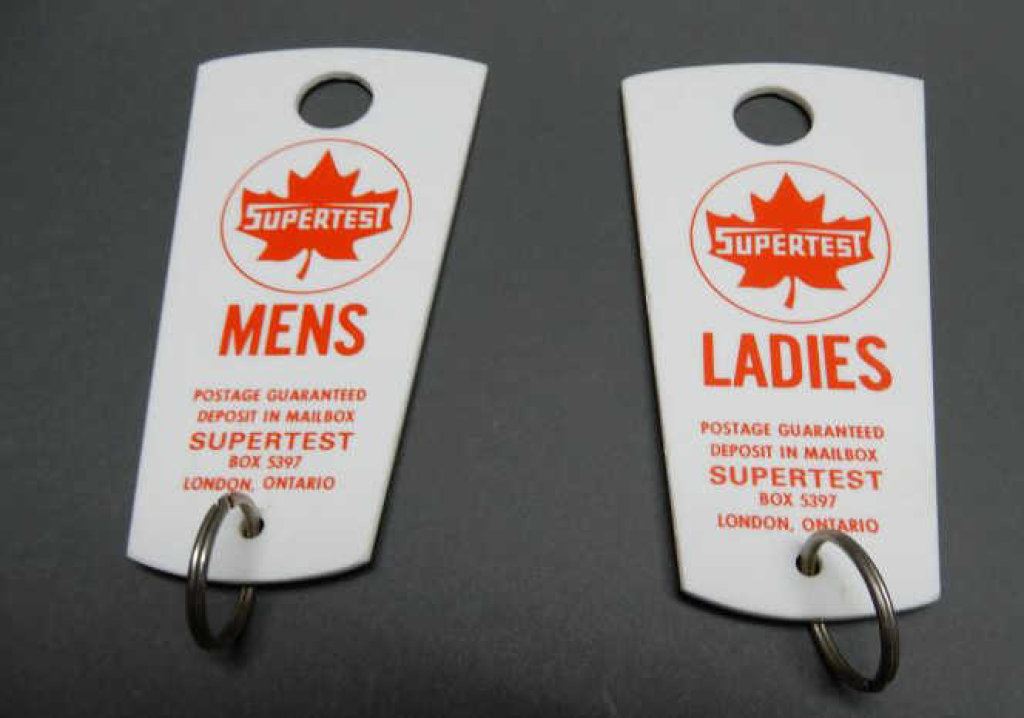 SUPERTEST
MENS
POSTAGE GUARANTEED
DEPOSIT IN MAILBOX
SUPERTEST
BOX 5397
LONDON, ONTARIO
SUPERTEST
LADIES
POSTAGE GUARANTEED
DEPOSIT IN MAILBOX
SUPERTEST
BOX 5397
LONDON, ONTARIO